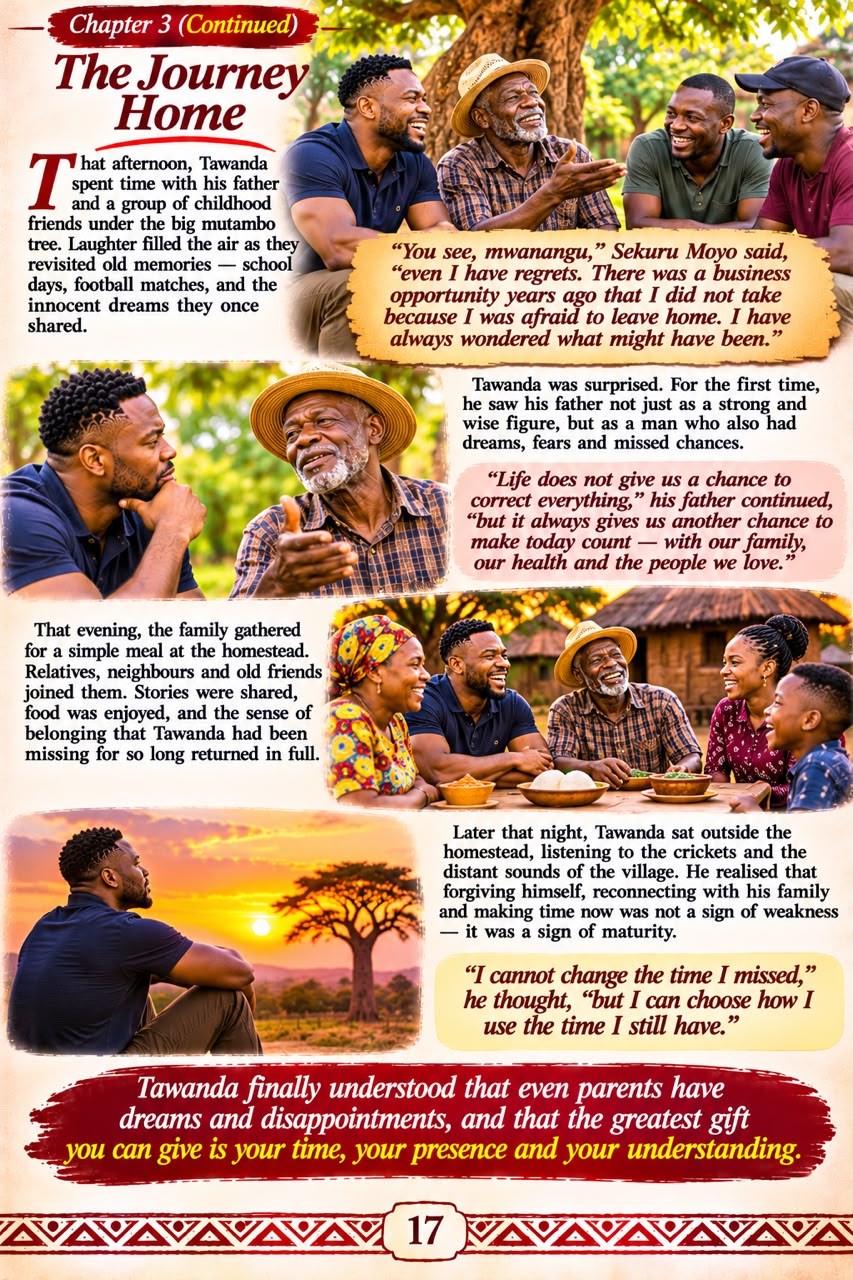 Chapter 3 (Continued)
The Journey
Home
That afternoon, Tawanda
spent time with his father
and a group of childhood
friends under the big mutambo
tree. Laughter filled the air as they
revisited old memories — school
days, football matches, and the
innocent dreams they once
shared.
“You see, mwanangu,” Sekuru Moyo said,
“even I have regrets. There was a business
opportunity years ago that I did not take
because I was afraid to leave home. I have
always wondered what might have been.”
Tawanda was surprised. For the first time,
he saw his father not just as a strong and
wise figure, but as a man who also had
dreams, fears and missed chances.
“Life does not give us a chance to
correct everything,” his father continued,
“but it always gives us another chance to
make today count — with our family,
our health and the people we love.”
That evening, the family gathered
for a simple meal at the homestead.
Relatives, neighbours and old friends
joined them. Stories were shared,
food was enjoyed, and the sense of
belonging that Tawanda had been
missing for so long returned in full.
Later that night, Tawanda sat outside the
homestead, listening to the crickets and the
distant sounds of the village. He realised that
forgiving himself, reconnecting with his family
and making time now was not a sign of weakness
— it was a sign of maturity.
“I cannot change the time I missed,”
he thought, “but I can choose how I
use the time I still have.”
Tawanda finally understood that even parents have
dreams and disappointments, and that the greatest gift
you can give is your time, your presence and your understanding.
17